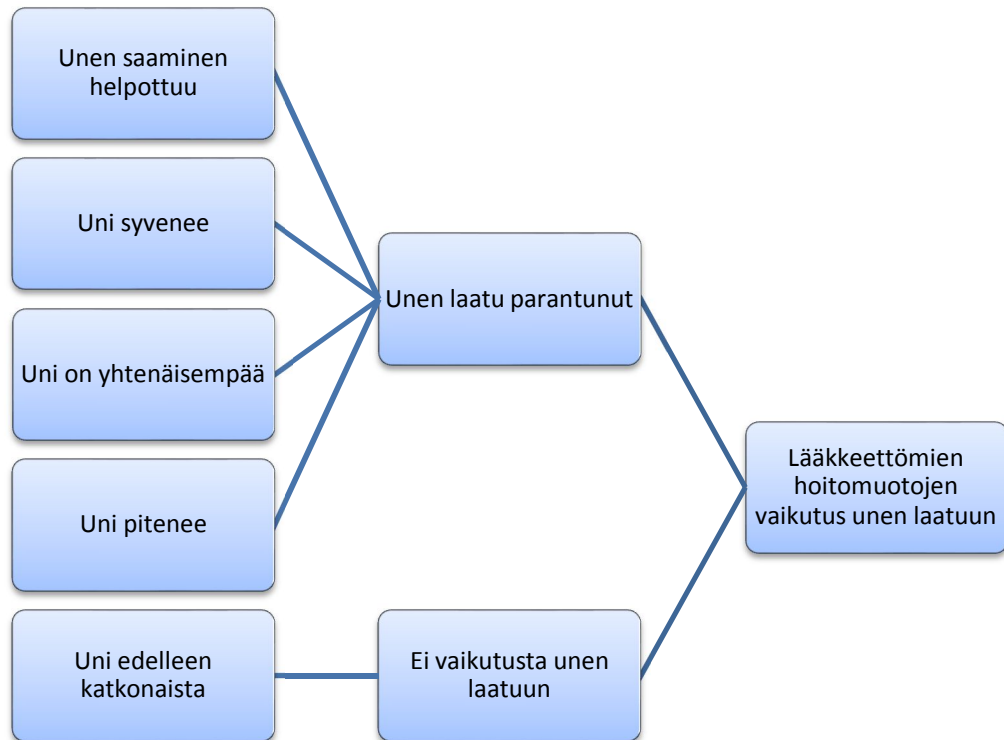 Unen saaminen
helpottuu
Uni syvenee
Uni on yhtenäisempää
Uni pitenee
Uni edelleen
katkonaista
Unen laatu parantunut
Ei vaikutusta unen
laatuun
Lääkkeettömien
hoitomuotojen
vaikutus unen laatuun